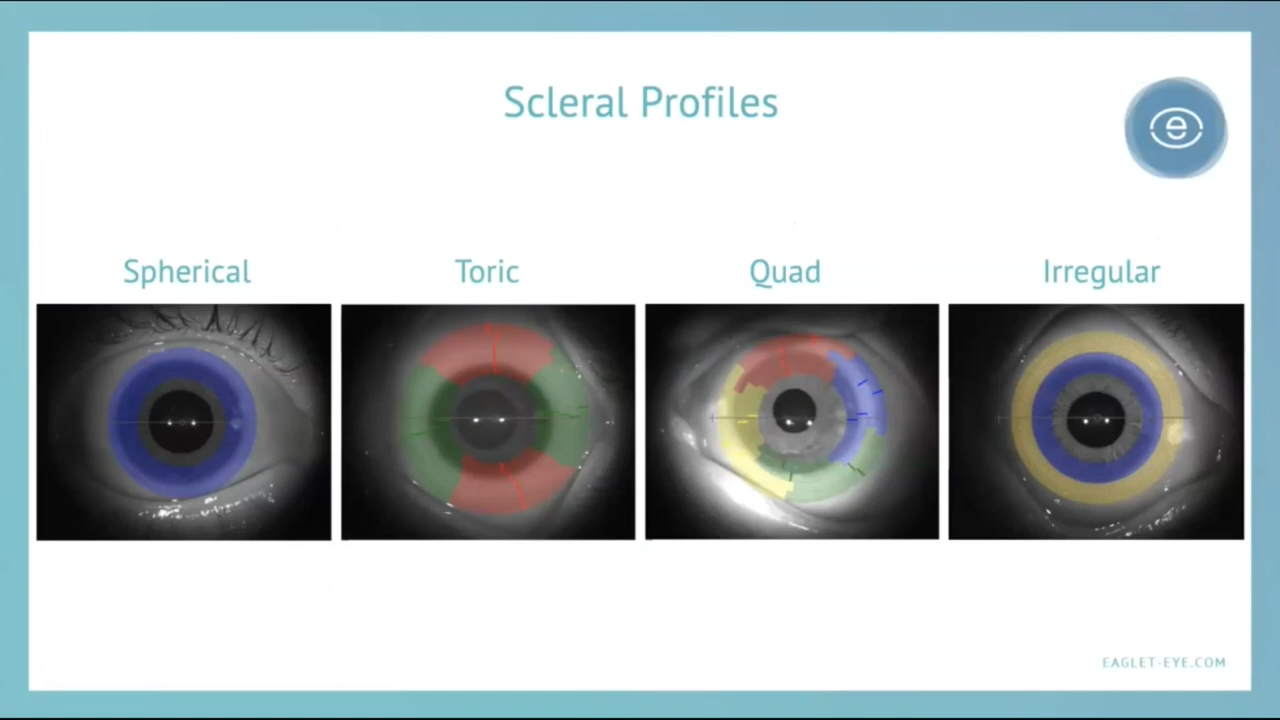 Scleral Profiles
e
Spherical
Toric
Quad
Irregular
EAGLET-EYE.COM